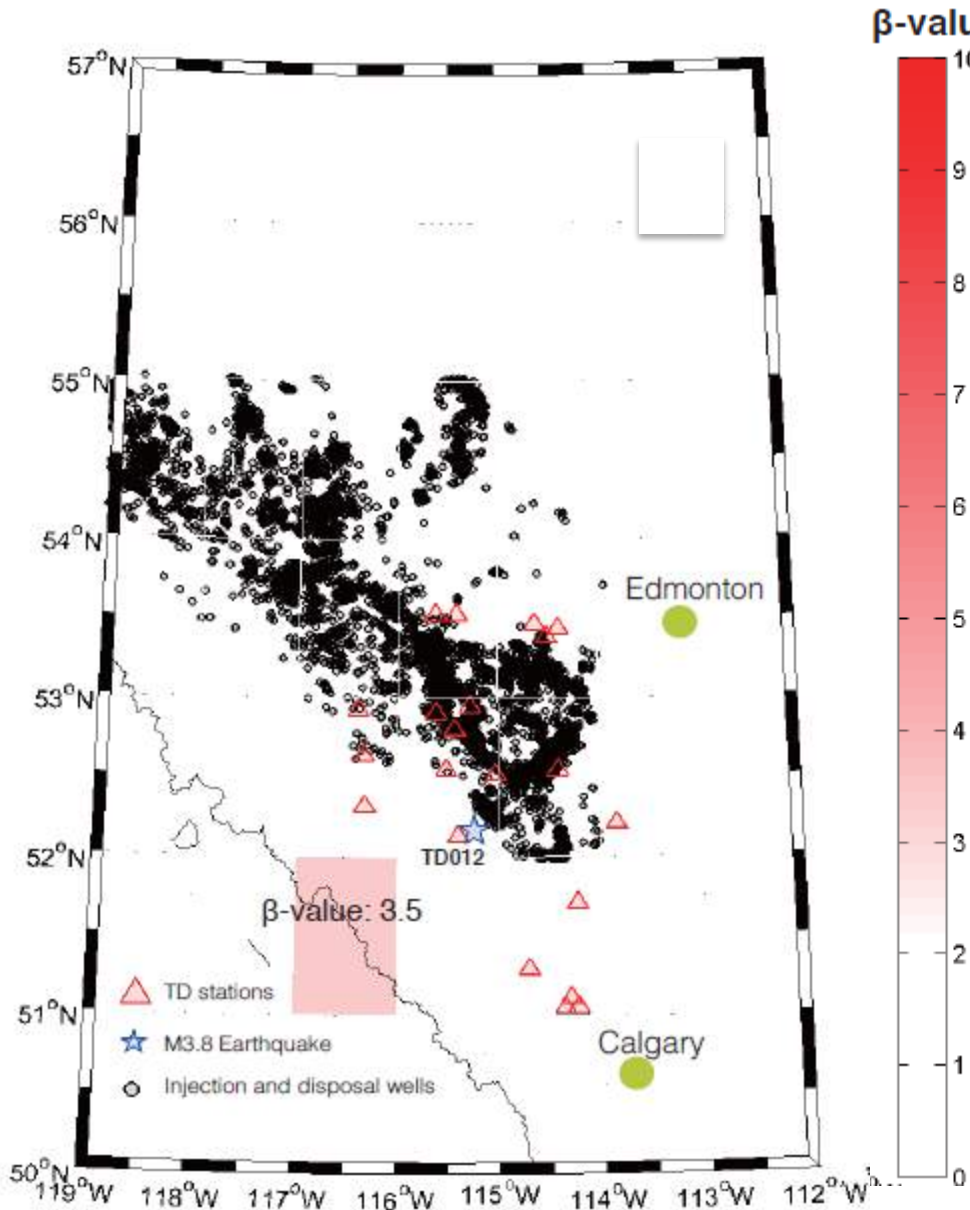 β-valu
57°N
56°N
55°N
54°N
53°N
52°N
51°N
50°N
Edmonton
TD012
β-value: 3.5
TD stations
M3.8 Earthquake
Injection and disposal wells
Calgary
119°W 118°W 117°W 116°W 115°W 114°W 113°W 112°W
10
9
8
7
6
5
4
3
2
1
0